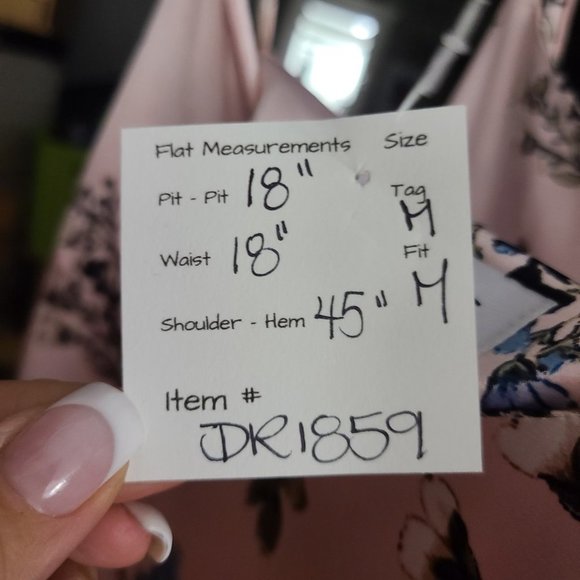 Flat Measurements Size
Pit - Pit 18"
Tag
M
Waist 18"
Fit
M
Shoulder - Hem 45"
Item #
DR1859